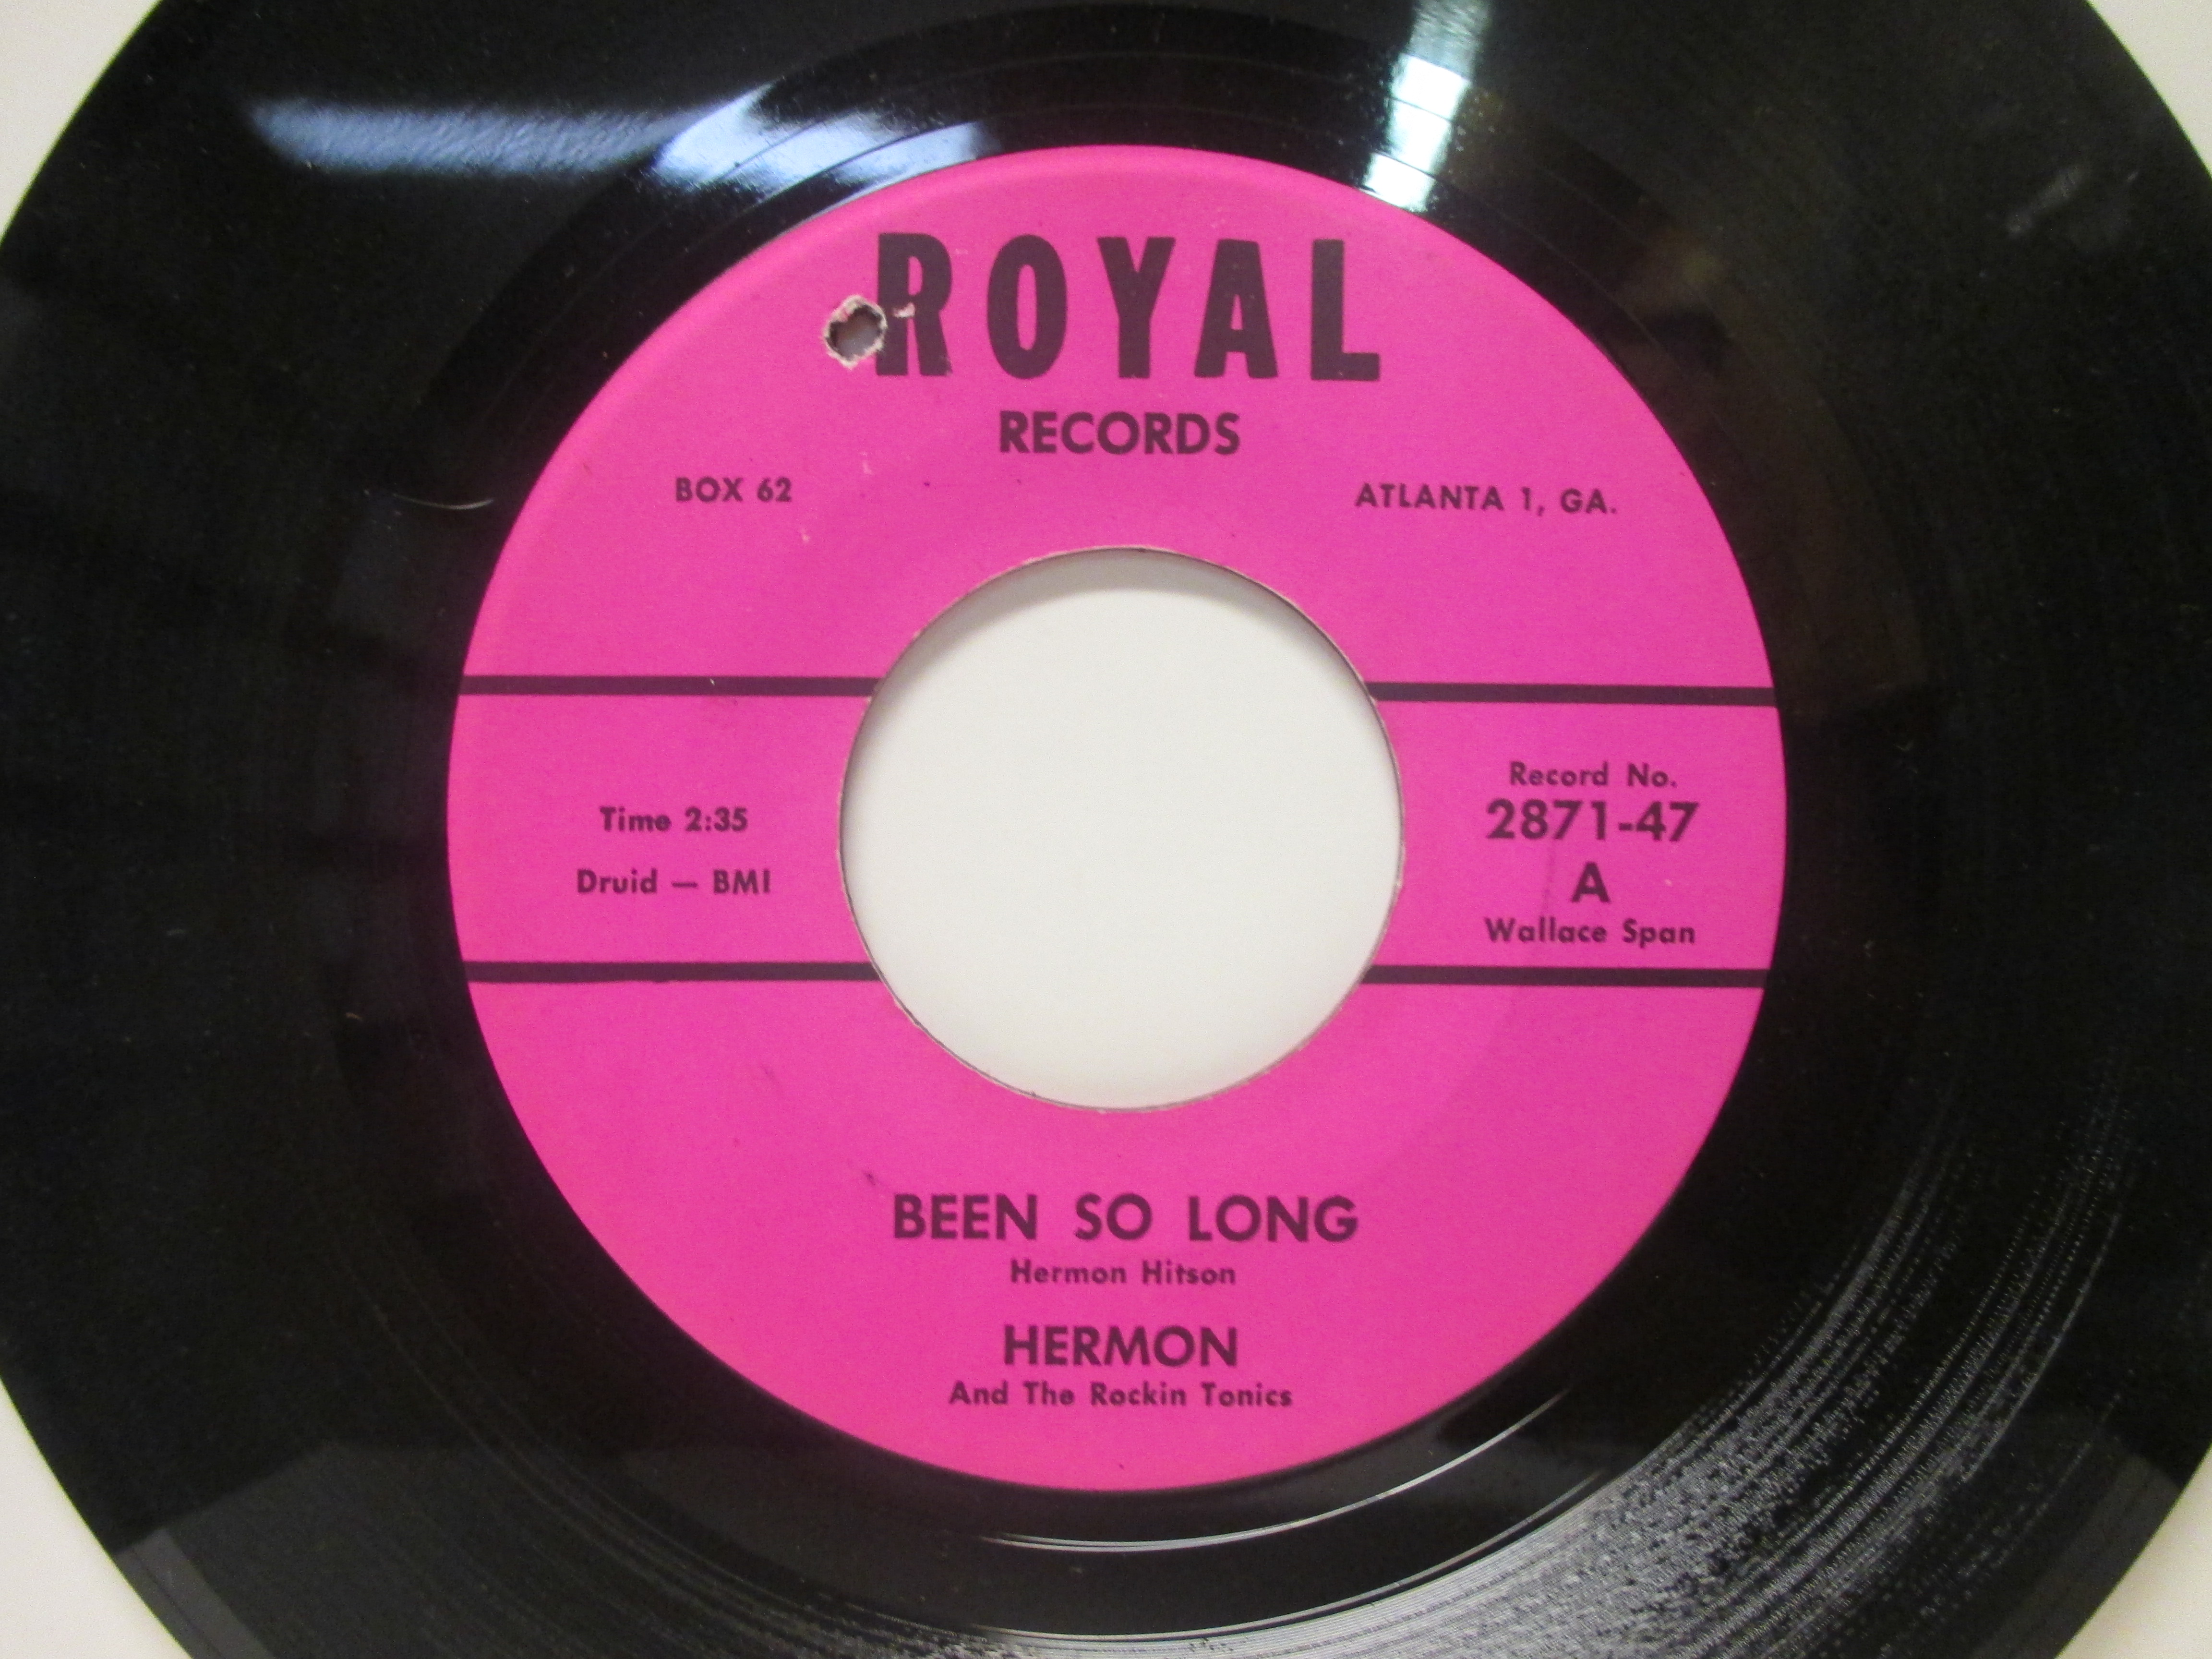 ROYAL
RECORDS
BOX 62
ATLANTA 1, GA.
Time 2:35
Druid — BMI
Record No.
2871-47
A
Wallace Span
BEEN SO LONG
Hermon Hitson
HERMON
And The Rockin Tonics